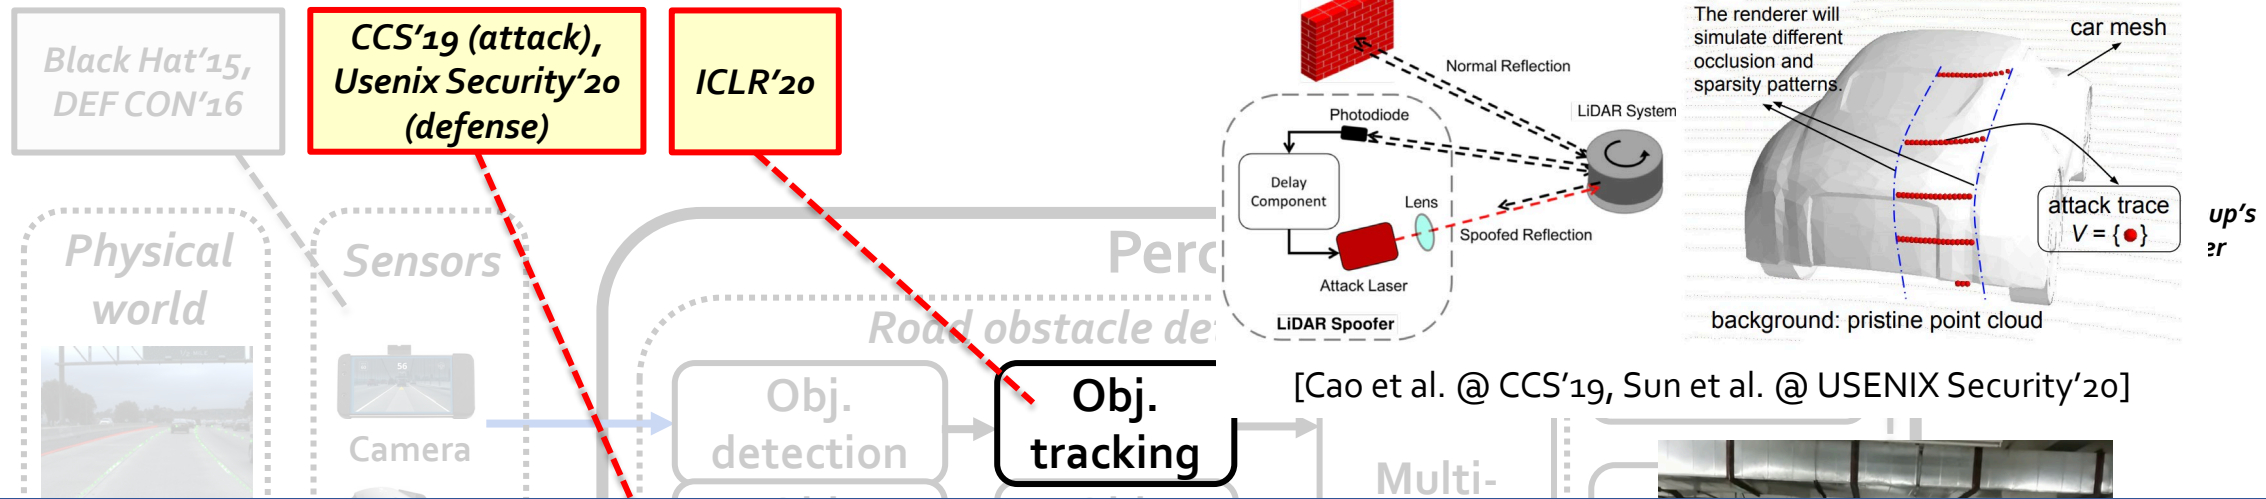 Black Hat'15,
DEF CON'16
CCS'19 (attack),
Usenix Security'20
(defense)
ICLR'20
Physical
world
Sensors
Camera
Road obstacle
Obj.
detection
Obj.
tracking
Multi-
Normal Reflection
Photodiode
LiDAR System
Delay
Component
Lens
Spoofed Reflection
Attack Laser
LiDAR Spoofer
The renderer will
simulate different
occlusion and
sparsity patterns.
car mesh
attack trace
V = { }
background: pristine point cloud
[Cao et al. @ CCS'19, Sun et al. @ USENIX Security'20]
up's